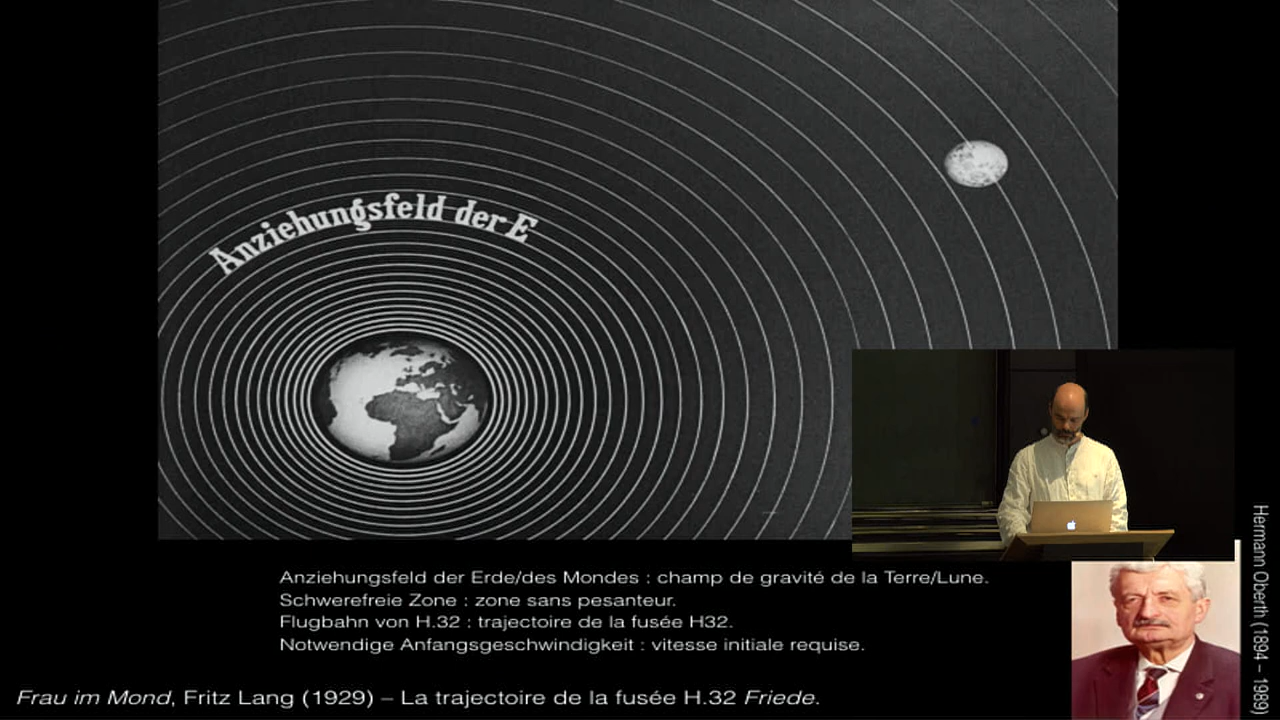 Anziehungsfeld der E
Anziehungsfeld der Erde/des Mondes : champ de gravité de la Terre/Lune.
Schwerefreie Zone : zone sans pesanteur.
Flugbahn von H.32 : trajectoire de la fusée H32.
Notwendige Anfangsgeschwindigkeit : vitesse initiale requise.
Frau im Mond, Fritz Lang (1929) – La trajectoire de la fusée H.32 Friede.
Hermann Oberth (1894 – 1989)